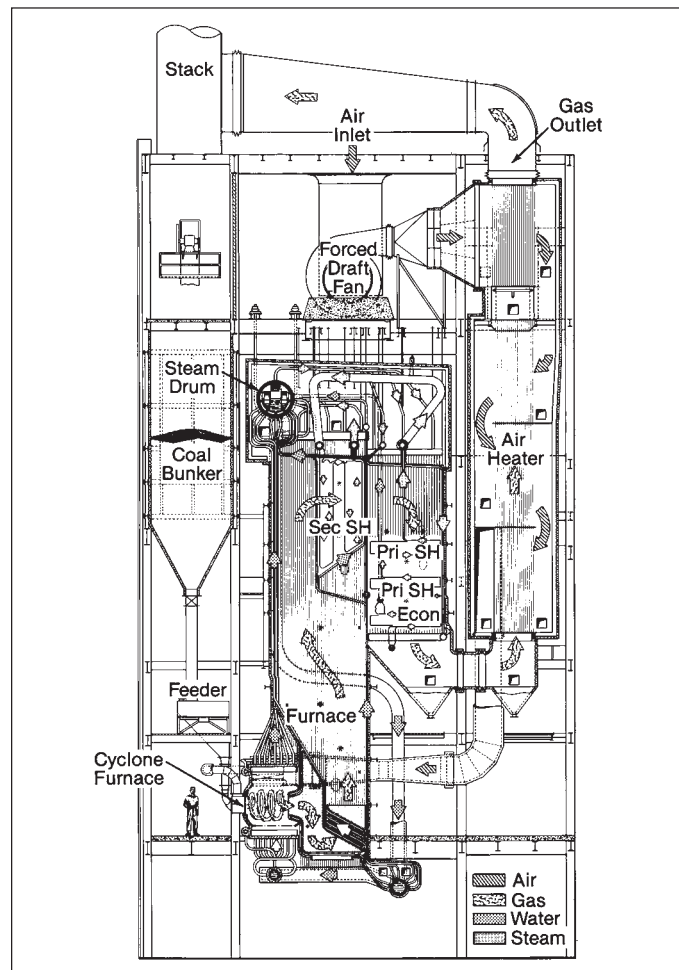 Stack
Air
Inlet
Gas
Outlet
Forced
Draft
Fan
Steam
Drum
Coal
Bunker
Air
Heater
Sec SH
Pri SH
Pri SH
Econ
Feeder
Furnace
Cyclone
Furnace
Air
Gas
Water
Steam